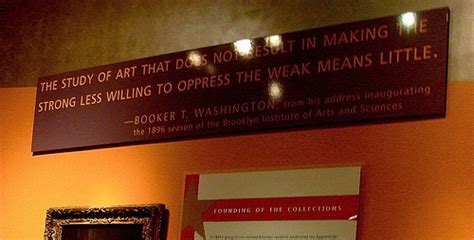 THE STUDY OF ART THAT DOES NOT RESULT IN MAKING THE
STRONG LESS WILLING TO OPPRESS THE WEAK MEANS LITTLE.
—BOOKER T. WASHINGTON, from his address inaugurating
the 1896 season of the Brooklyn Institute of Arts and Sciences
FOUNDING OF THE COLLECTIONS